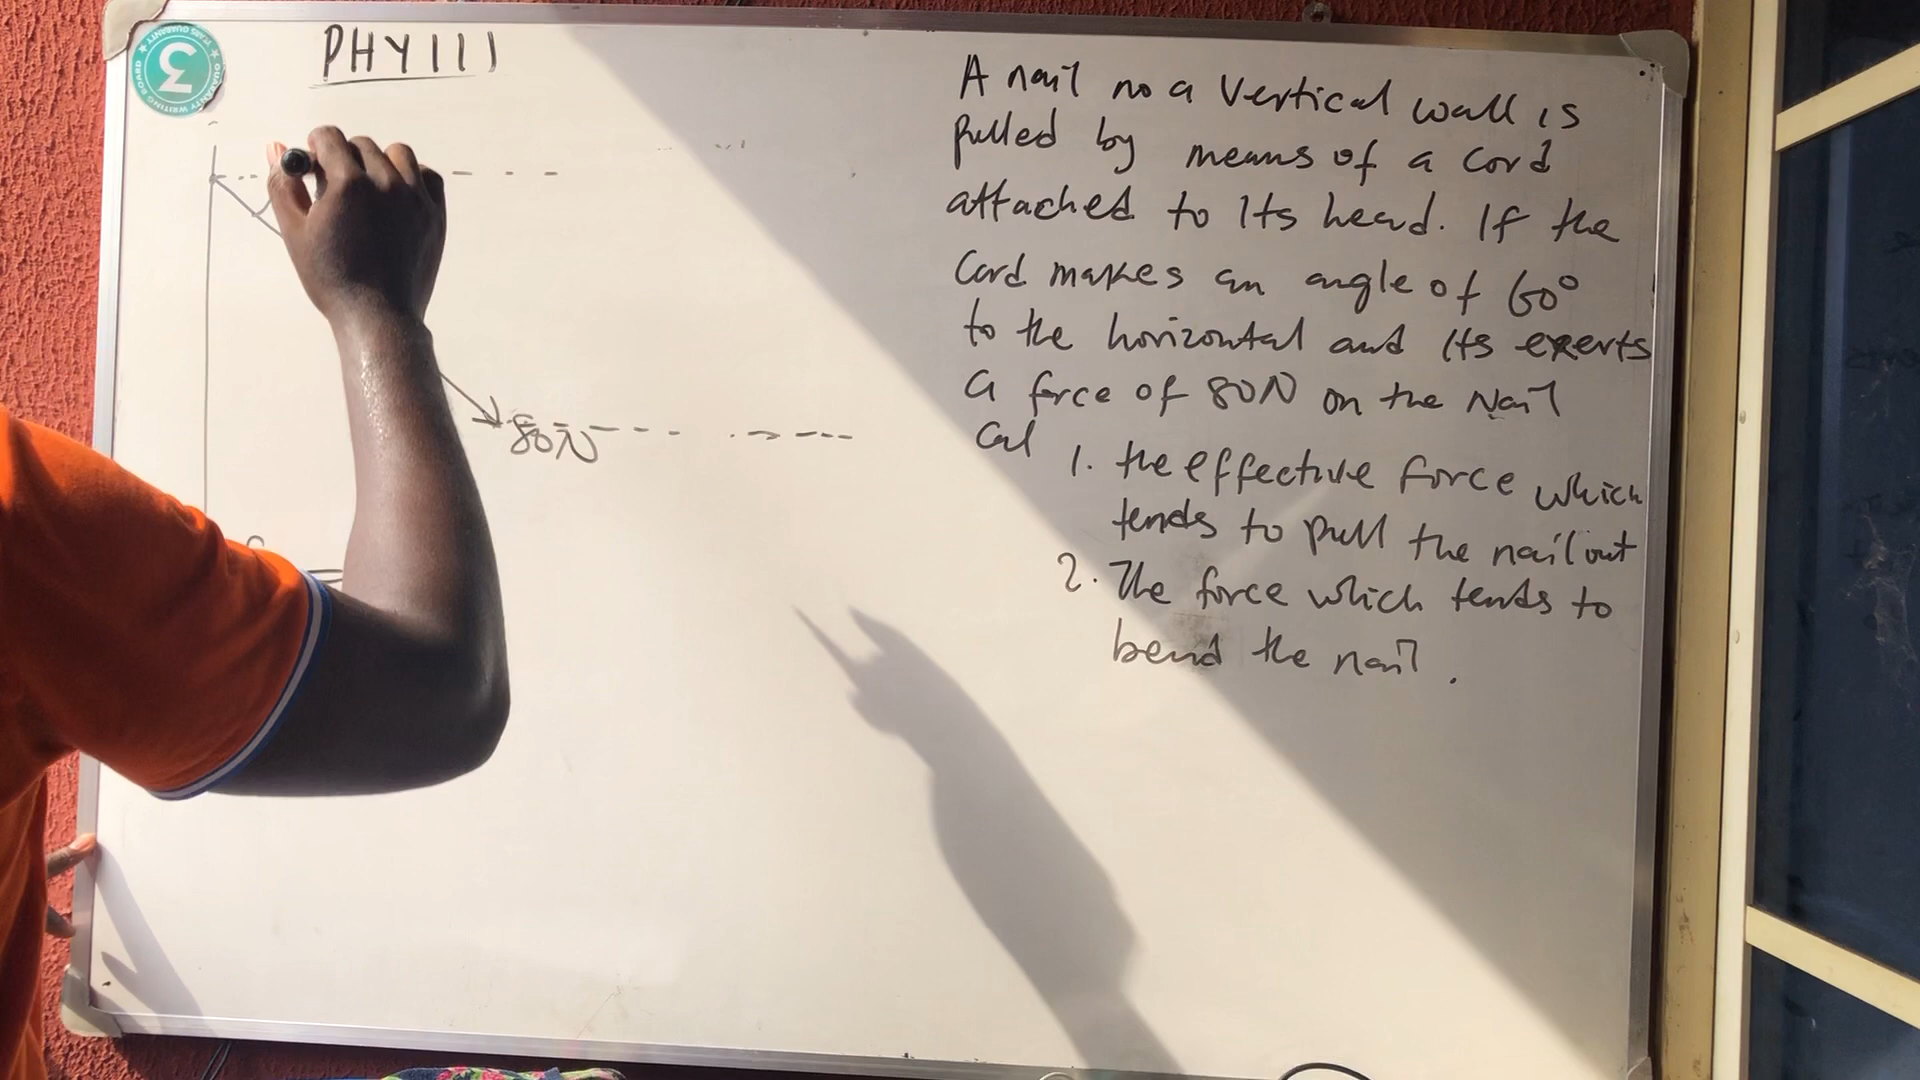 PHY111
80N
A nail no a vertical wall is
pulled by means of a cord
attached to Its head. If the
Cord makes an angle of 60°
to the horizontal and Its exerts
a force of 80N on the Nail
Cal
1. the effective force which
tends to pull the nail out
2. The force which tends to
bend the nail.